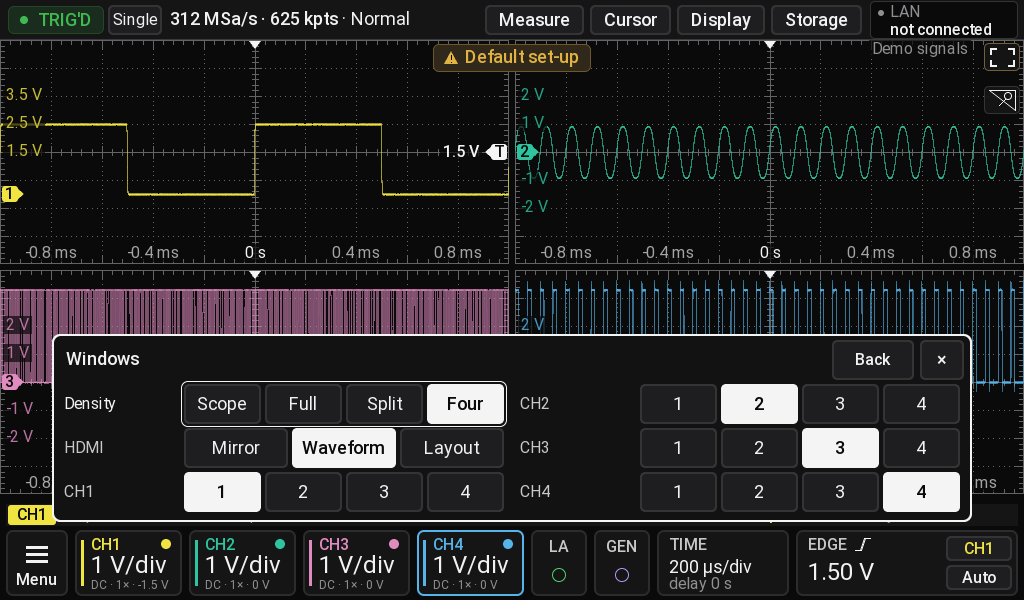 TRIG'D Single 312 MSa/s · 625 kpts · Normal Measure Cursor Display Storage LAN
not connected
Demo signals
Default set-up
3.5 V
2.5 V
1.5 V
1.5 V T
1
-0.8 ms -0.4 ms 0 s 0.4 ms 0.8 ms
2 V
1 V
2
-1 V
-2 V
-0.8 ms -0.4 ms 0 s 0.4 ms 0.8 ms
2 V
1 V
3
-1 V
-2 V
-0.8
2 V
ms
Windows Back ×
Density Scope Full Split Four
HDMI Mirror Waveform Layout
CH1 1 2 3 4
CH2 1 2 3 4
CH3 1 2 3 4
CH4 1 2 3 4
CH1
Menu
CH1
1 V/div
DC · 1× · -1.5 V
CH2
1 V/div
DC · 1× · 0 V
CH3
1 V/div
DC · 1× · 0 V
CH4
1 V/div
DC · 1× · 0 V
LA
GEN
TIME
200 µs/div
delay 0 s
EDGE
1.50 V
CH1
Auto